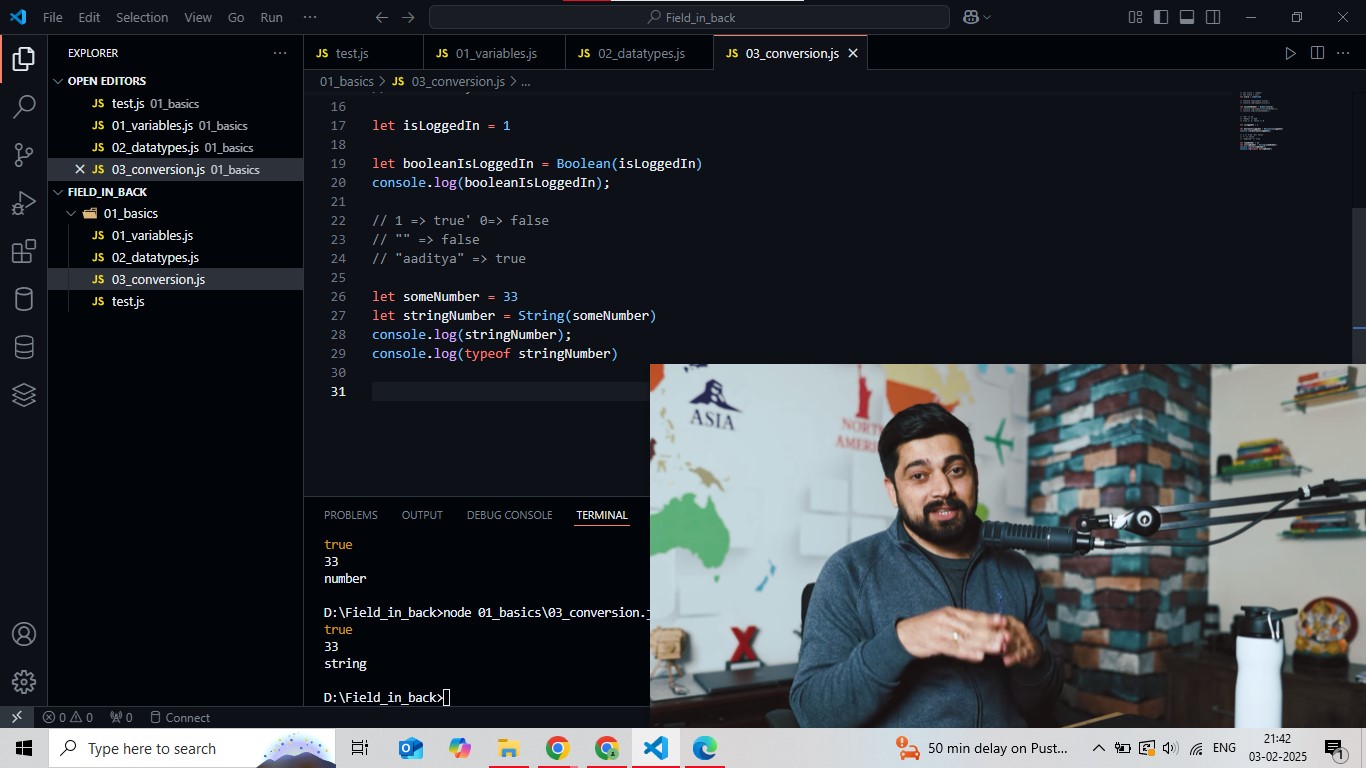 File Edit Selection View Go Run ···
Field_in_back
EXPLORER
OPEN EDITORS
JS test.js 01_basics
JS 01_variables.js 01_basics
JS 02_datatypes.js 01_basics
JS 03_conversion.js 01_basics
FIELD_IN_BACK
01_basics
JS 01_variables.js
JS 02_datatypes.js
JS 03_conversion.js
JS test.js
JS test.js JS 01_variables.js JS 02_datatypes.js JS 03_conversion.js
01_basics > JS 03_conversion.js > ...
16
17 let isLoggedIn = 1
18
19 let booleanIsLoggedIn = Boolean(isLoggedIn)
20 console.log(booleanIsLoggedIn);
21
22 // 1 => true' 0=> false
23 // "" => false
24 // "aaditya" => true
25
26 let someNumber = 33
27 let stringNumber = String(someNumber)
28 console.log(stringNumber);
29 console.log(typeof stringNumber)
30
31
PROBLEMS OUTPUT DEBUG CONSOLE TERMINAL
true
33
number
D:\Field_in_back>node 01_basics\03_conversion.
true
33
string
D:\Field_in_back>
ASIA
NORTH
AMERICA
0 0 0 Connect
Type here to search
50 min delay on Pust...
ENG
21:42
03-02-2025
1